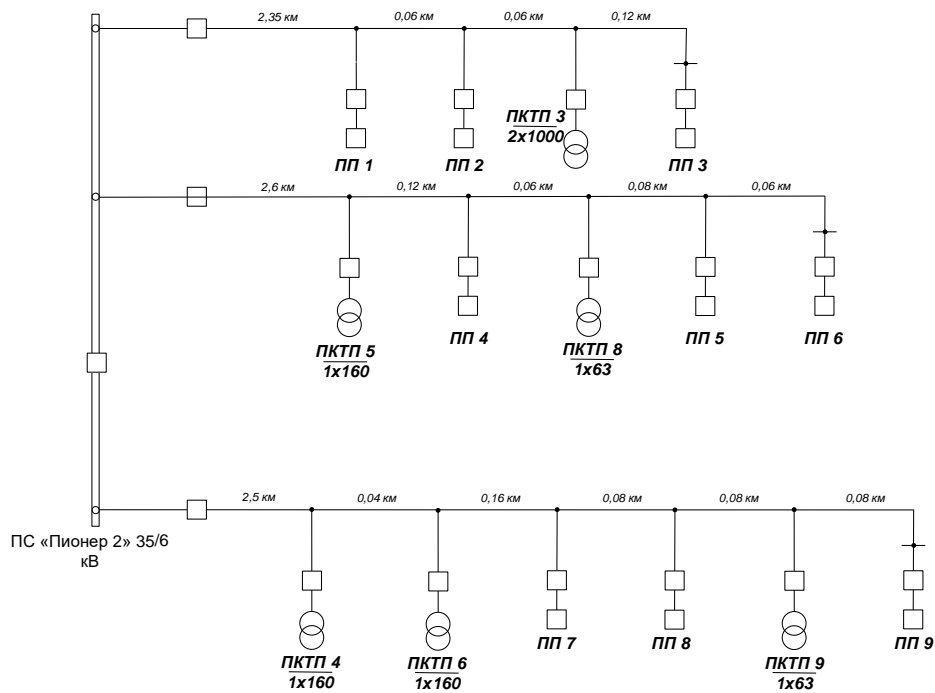 2,35 км
0,06 км
0,06 км
0,12 км
ПП 1
ПП 2
ПКТП 3
2х1000
ПП 3
2,6 км
0,12 км
0,06 км
0,08 км
0,06 км
ПКТП 5
1х160
ПП 4
ПКТП 8
1х63
ПП 5
ПП 6
2,5 км
0,04 км
0,16 км
0,08 км
0,08 км
0,08 км
ПС «Пионер 2» 35/6
кВ
ПКТП 4
1х160
ПКТП 6
1х160
ПП 7
ПП 8
ПКТП 9
1х63
ПП 9